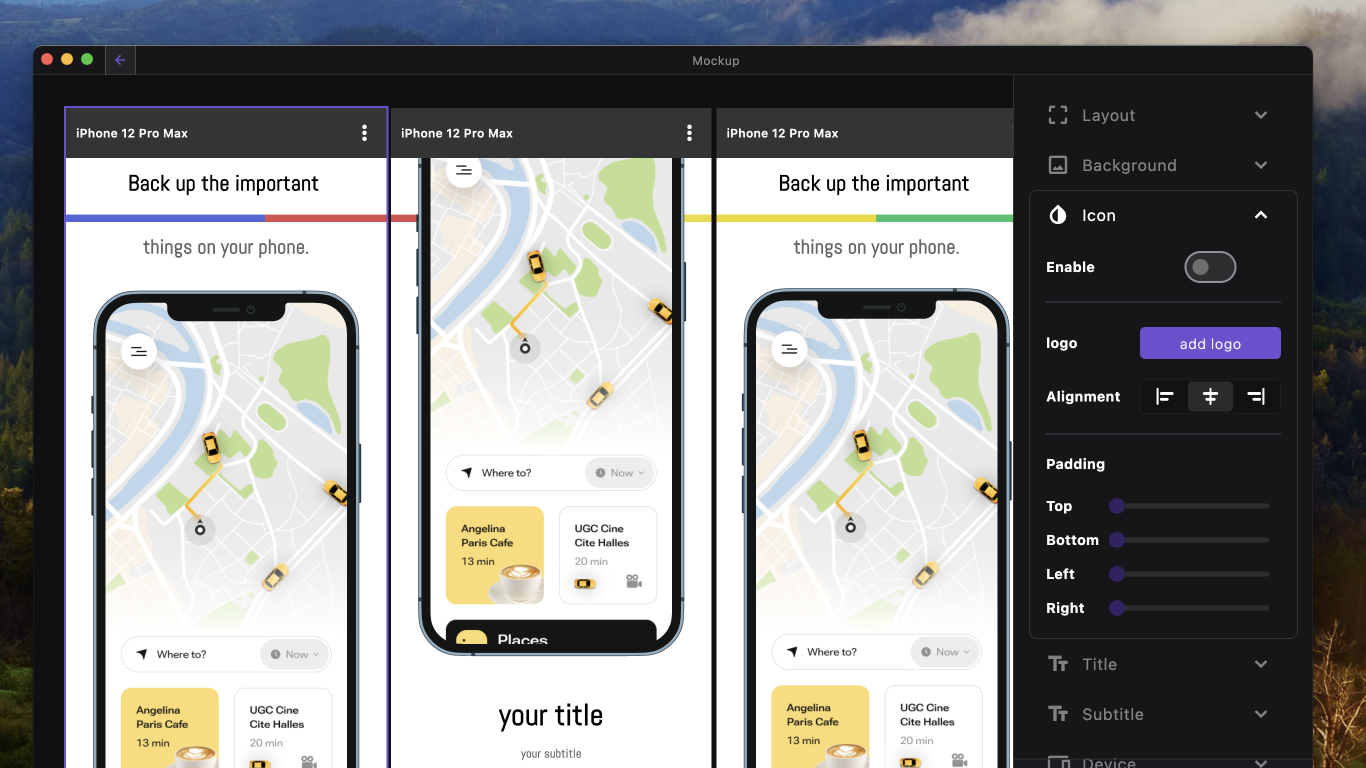 Mockup
iPhone 12 Pro Max
Back up the important
things on your phone.
Where to?
Now
Angelina
Paris Cafe
13 min
UGC Cine
Cite Halles
20 min
iPhone 12 Pro Max
Where to?
Now
Angelina
Paris Cafe
13 min
UGC Cine
Cite Halles
20 min
Places
your title
your subtitle
iPhone 12 Pro Max
Back up the important
things on your phone.
Where to?
Now
Angelina
Paris Cafe
13 min
UGC Cine
Cite Halles
20 min
Layout
Background
Icon
Enable
logo
add logo
Alignment
Padding
Top
Bottom
Left
Right
Title
Subtitle
Device